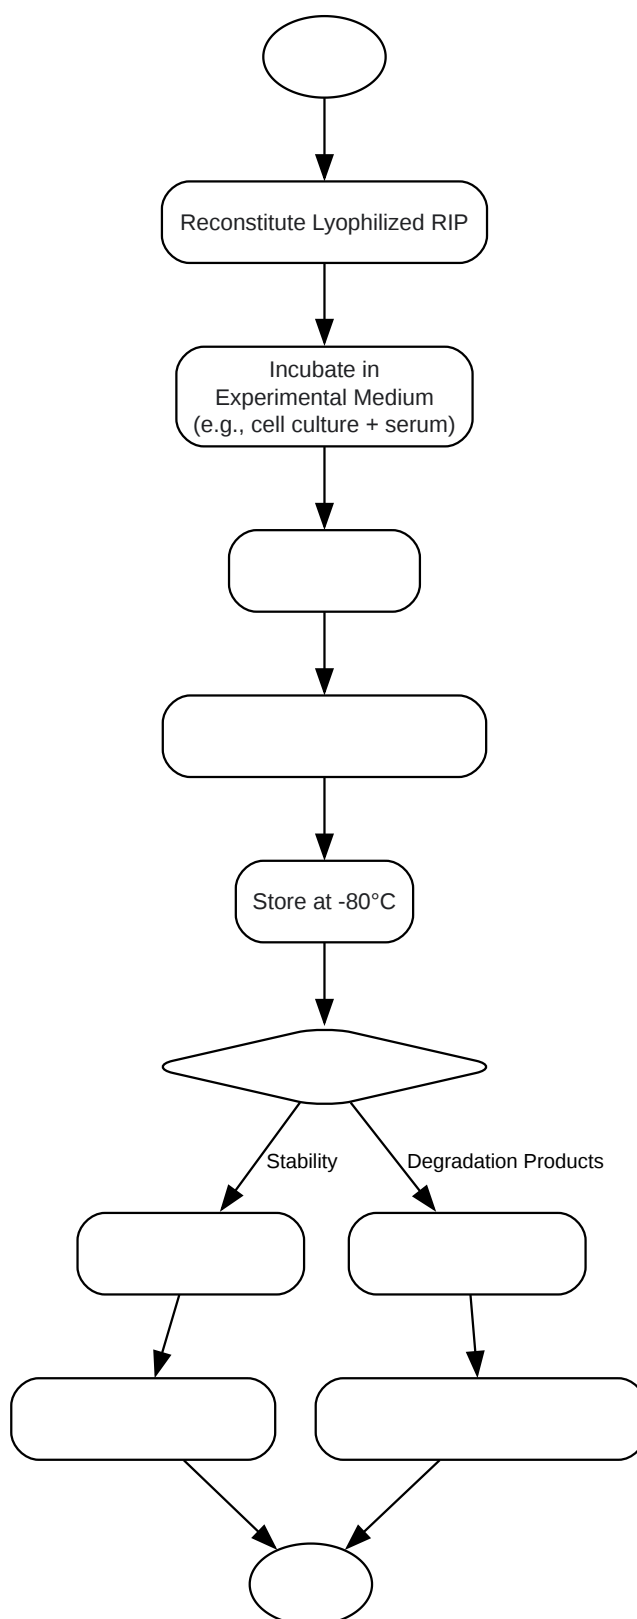 Reconstitute Lyophilized RIP
Incubate in
Experimental Medium
(e.g., cell culture + serum)
Store at -80°C
Stability
Degradation Products